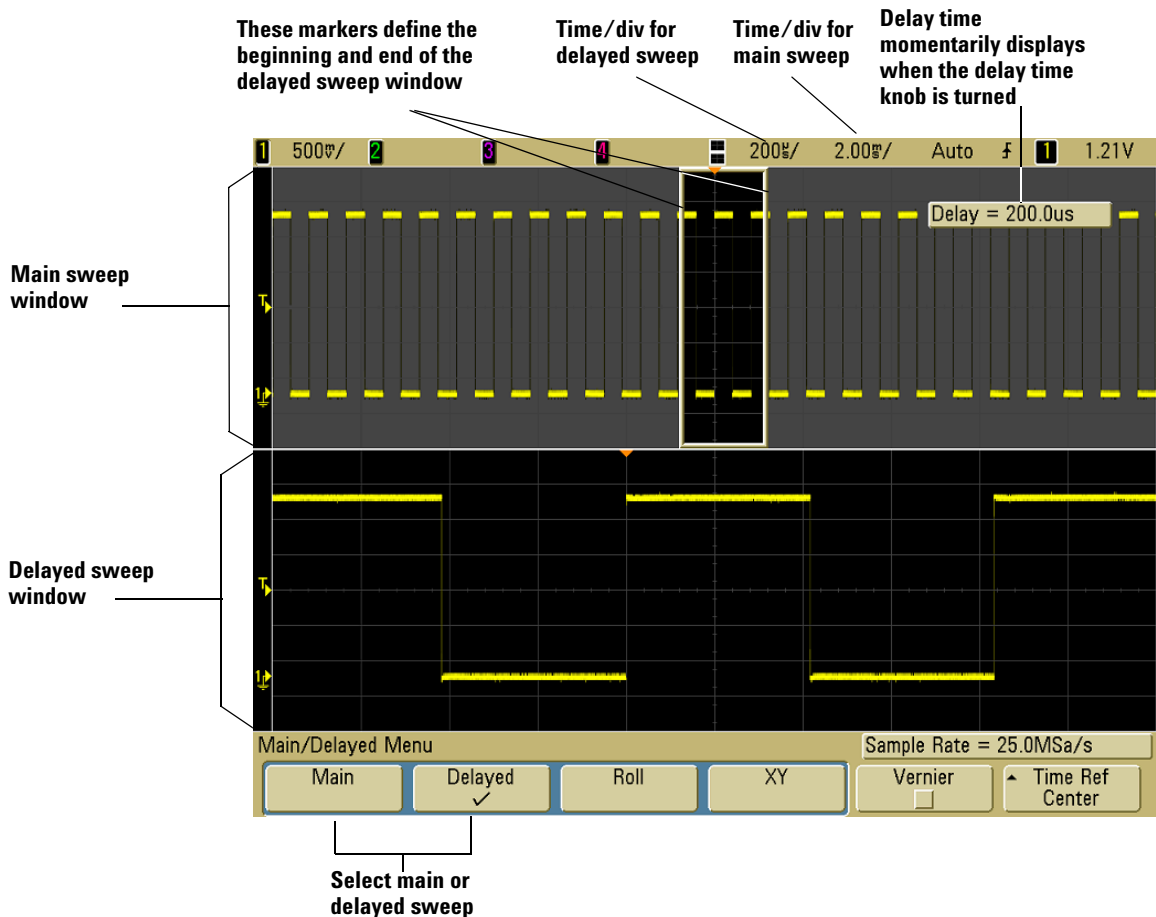 These markers define the
beginning and end of the
delayed sweep window
Time/div for
delayed sweep
Time/div for
main sweep
Delay time
momentarily displays
when the delay time
knob is turned
1 500mV/ 2 3 4 200us/ 2.00ms/ Auto 1 1.21V
Delay = 200.0us
Main sweep
window
T
1
Delayed sweep
window
T
1
Main/Delayed Menu
Sample Rate = 25.0MSa/s
Main
Delayed
✓
Roll
XY
Vernier
Time Ref
Center
Select main or
delayed sweep